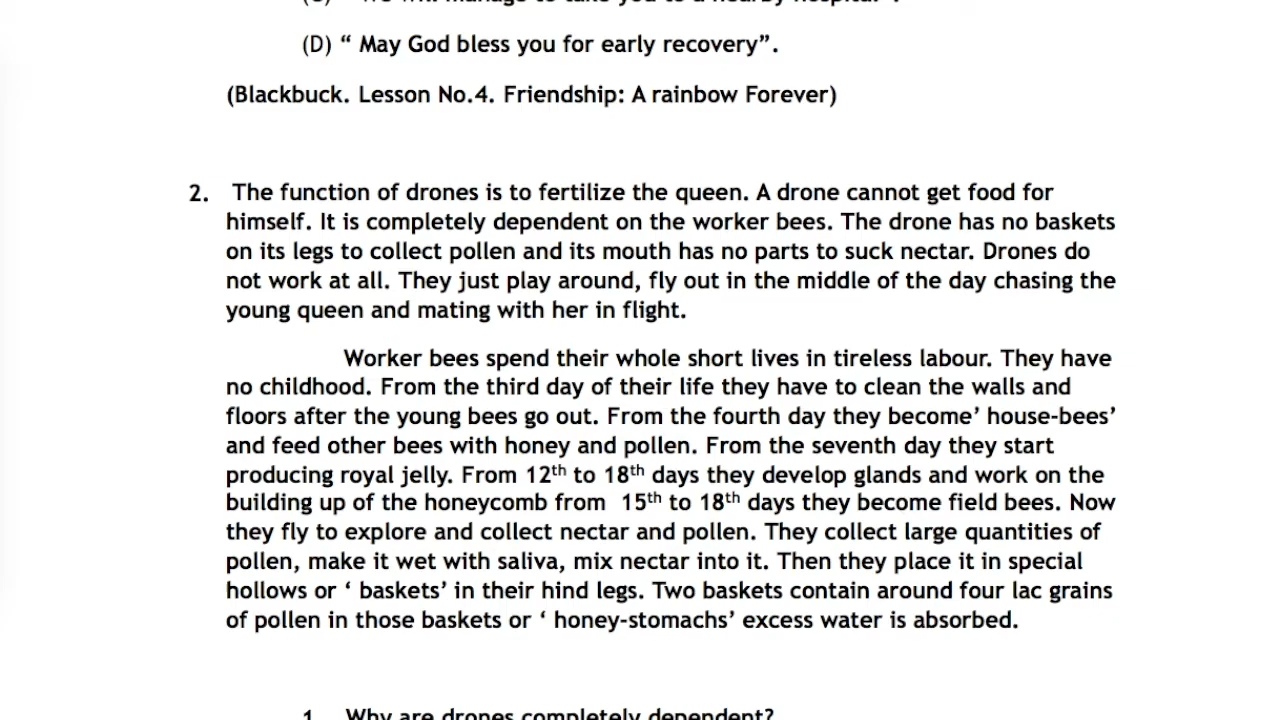 (C) “ We will manage to take you to a nearby hospital”.
(D) “ May God bless you for early recovery”.
(Blackbuck. Lesson No.4. Friendship: A rainbow Forever)
2. The function of drones is to fertilize the queen. A drone cannot get food for
himself. It is completely dependent on the worker bees. The drone has no baskets
on its legs to collect pollen and its mouth has no parts to suck nectar. Drones do
not work at all. They just play around, fly out in the middle of the day chasing the
young queen and mating with her in flight.
Worker bees spend their whole short lives in tireless labour. They have
no childhood. From the third day of their life they have to clean the walls and
floors after the young bees go out. From the fourth day they become’ house-bees’
and feed other bees with honey and pollen. From the seventh day they start
producing royal jelly. From 12th to 18th days they develop glands and work on the
building up of the honeycomb from 15th to 18th days they become field bees. Now
they fly to explore and collect nectar and pollen. They collect large quantities of
pollen, make it wet with saliva, mix nectar into it. Then they place it in special
hollows or ‘ baskets’ in their hind legs. Two baskets contain around four lac grains
of pollen in those baskets or ‘ honey-stomachs’ excess water is absorbed.
1. Why are drones completely dependent?